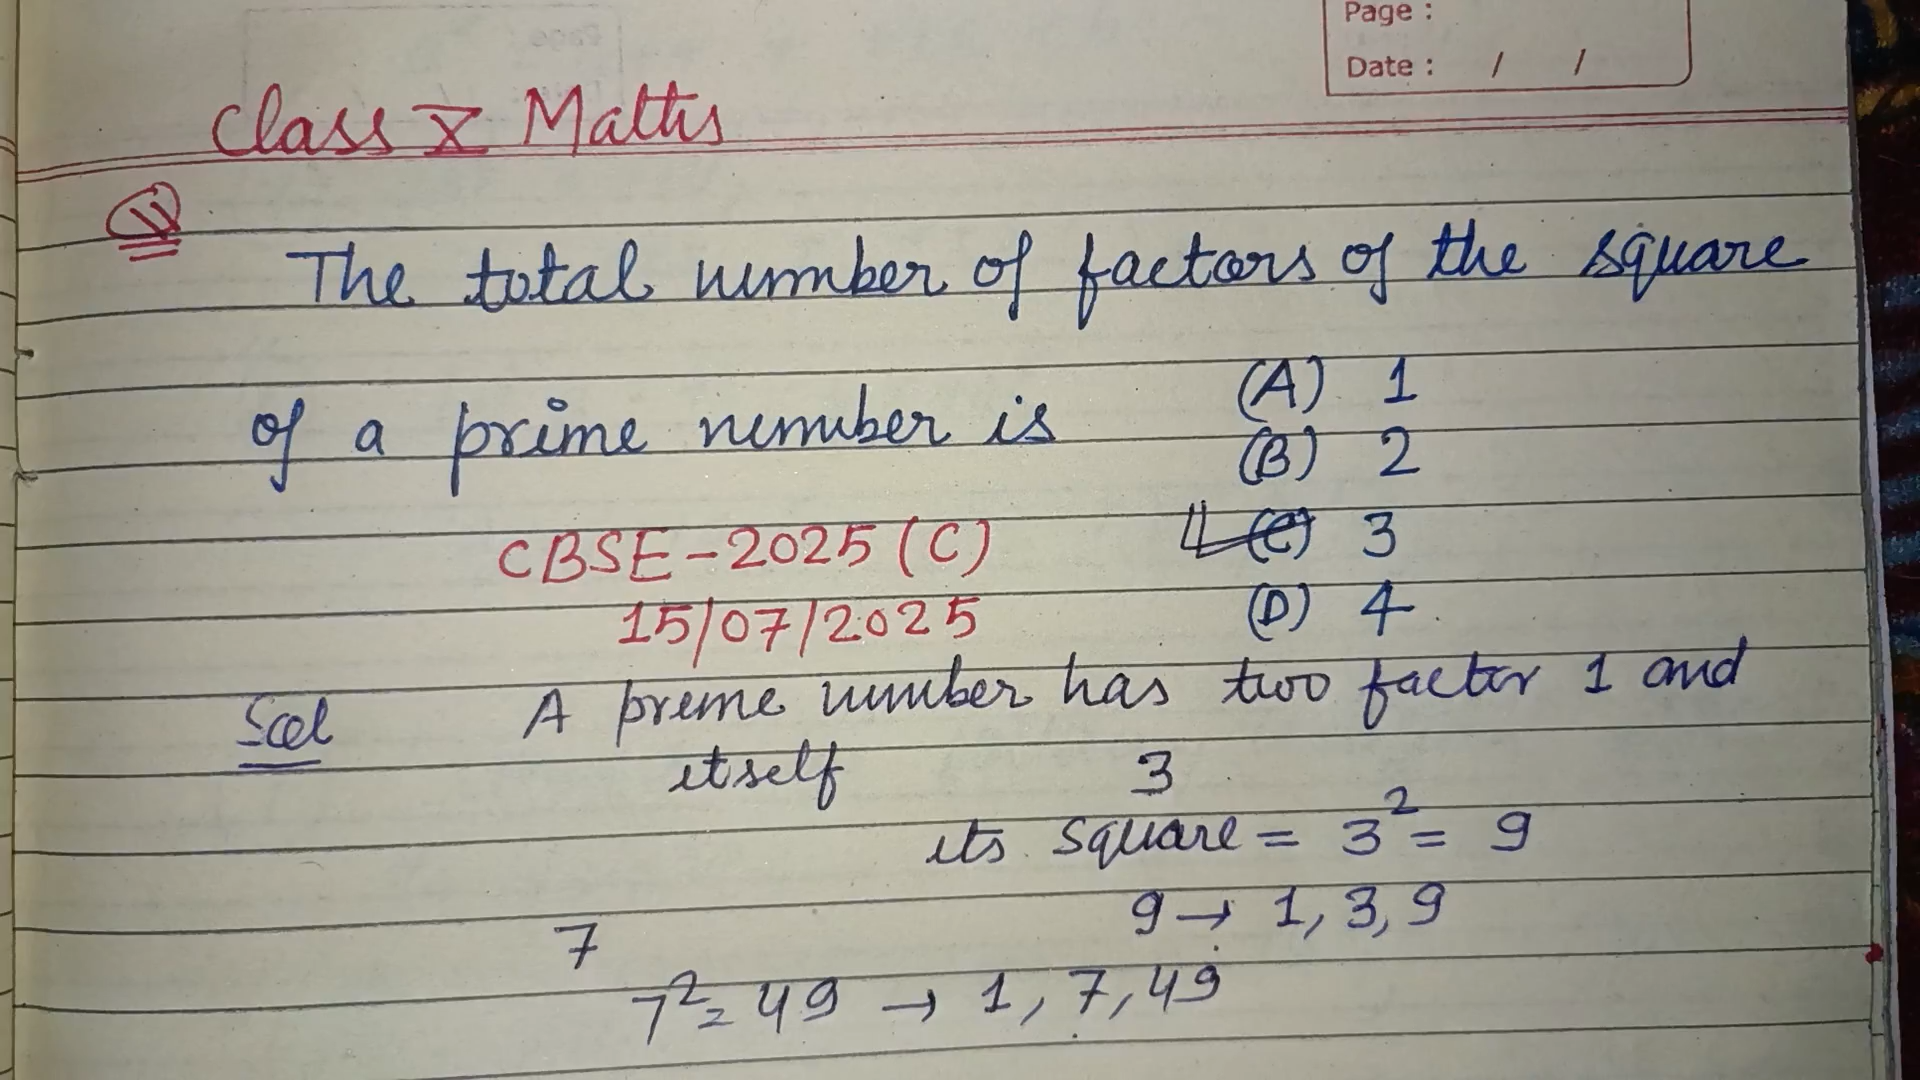 Page :
Date : / /
Class X Maths
Q
The total number of factors of the square
of a prime number is
(A) 1
(B) 2
(C) 3
(D) 4
CBSE-2025 (C)
15/07/2025
Sol A preme number has two factor 1 and
itself 3
its square = 3² = 9
9 → 1, 3, 9
7
7² = 49 → 1, 7, 49